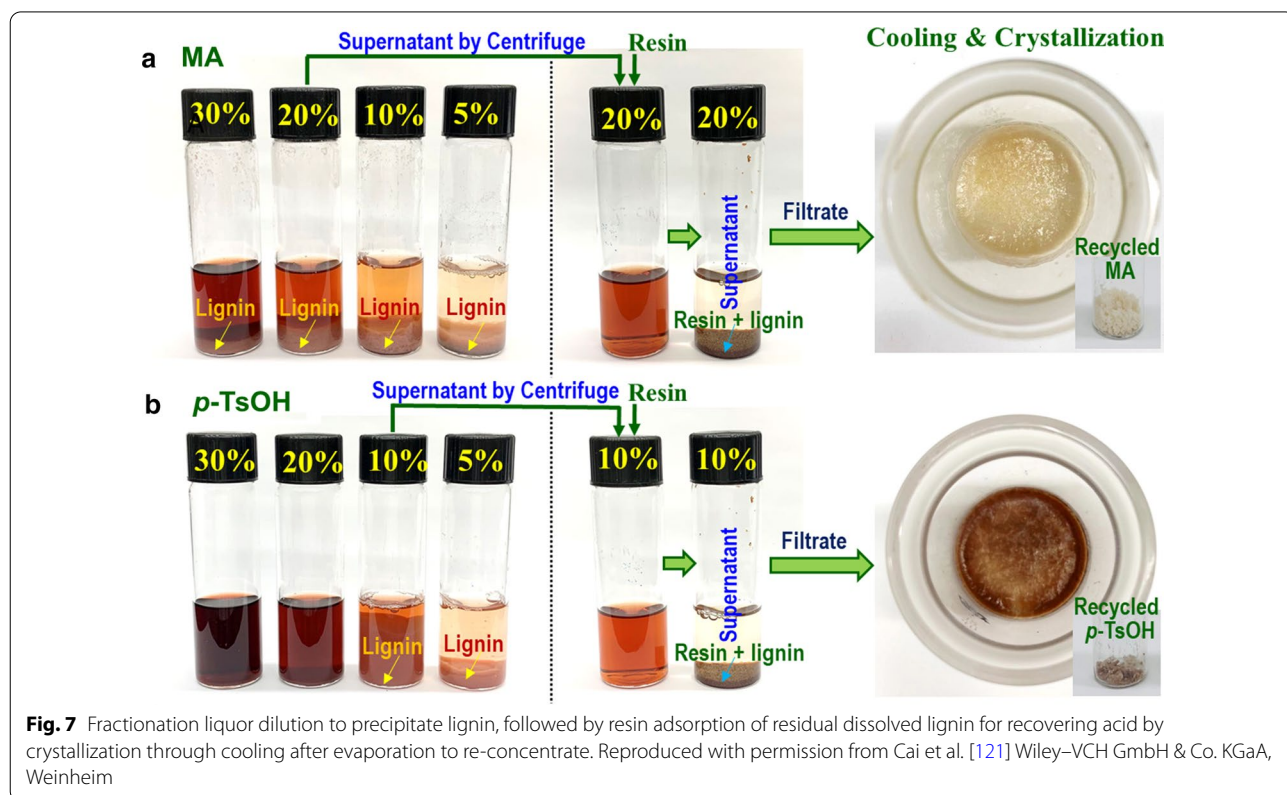 a MA
Supernatant by Centrifuge
Resin
Cooling & Crystallization
30%
20%
10%
5%
20%
20%
Lignin
Lignin
Lignin
Lignin
Supernatant
Resin + lignin
Filtrate
Recycled
MA
b p-TsOH
Supernatant by Centrifuge
Resin
30%
20%
10%
5%
10%
10%
Lignin
Lignin
Supernatant
Resin + lignin
Filtrate
Recycled
p-TsOH
Fig. 7 Fractionation liquor dilution to precipitate lignin, followed by resin adsorption of residual dissolved lignin for recovering acid by
crystallization through cooling after evaporation to re-concentrate. Reproduced with permission from Cai et al. [121] Wiley–VCH GmbH & Co. KGaA,
Weinheim